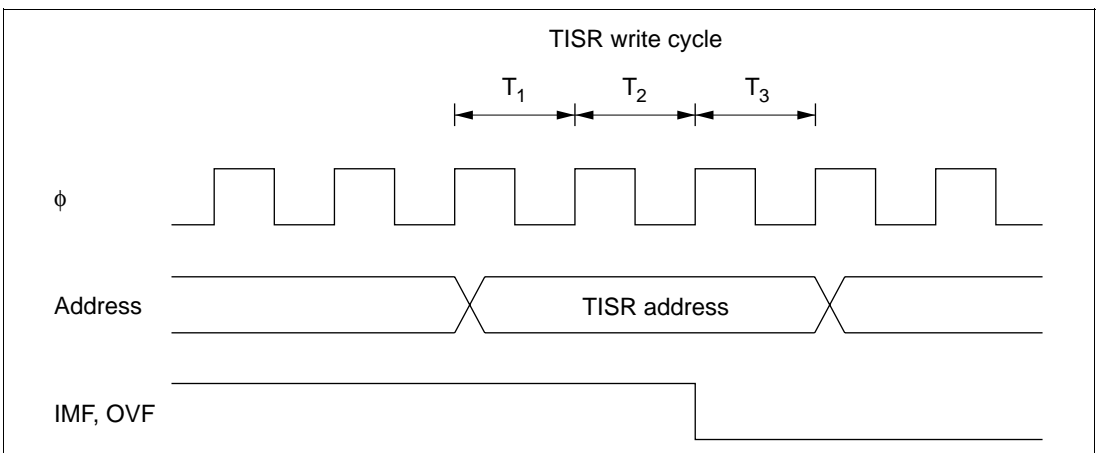 TISR write cycle
T1 T2 T3
ϕ
Address TISR address
IMF, OVF